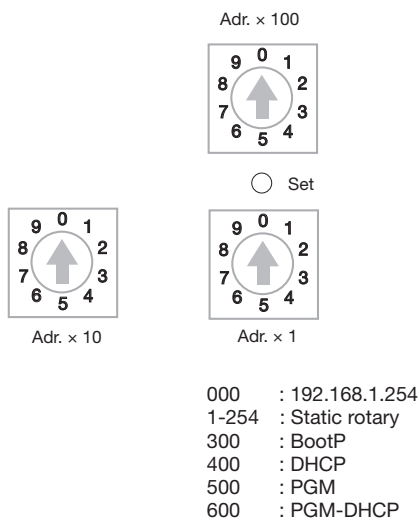 Adr. × 100
9 0 1
8 2
7 3
6 5 4
Set
9 0 1
8 2
7 3
6 5 4
Adr. × 10
9 0 1
8 2
7 3
6 5 4
Adr. × 1
000 : 192.168.1.254
1-254 : Static rotary
300 : BootP
400 : DHCP
500 : PGM
600 : PGM-DHCP